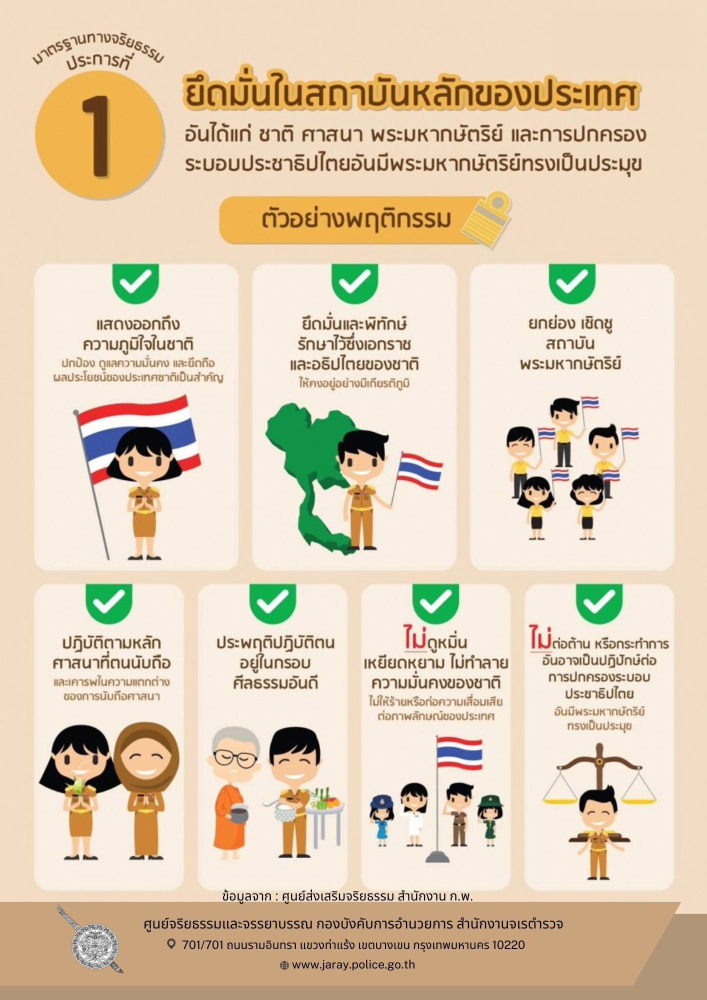 มาตรฐานทางจริยธรรม
ประการที่
1
ยึดมั่นในสถาบันหลักของประเทศ
อันได้แก่ ชาติ ศาสนา พระมหากษัตริย์ และการปกครอง
ระบอบประชาธิปไตยอันมีพระมหากษัตริย์ทรงเป็นประมุข
ตัวอย่างพฤติกรรม
แสดงออกถึง
ความภูมิใจในชาติ
ปกป้อง ดูแลความมั่นคง และยึดถือ
ผลประโยชน์ของประเทศชาติเป็นสำคัญ
ยึดมั่นและพิทักษ์
รักษาไว้ซึ่งเอกราช
และอธิปไตยของชาติ
ให้คงอยู่อย่างมีเกียรติภูมิ
ยกย่อง เชิดชู
สถาบัน
พระมหากษัตริย์
ปฏิบัติตามหลัก
ศาสนาที่ตนนับถือ
และเคารพในความแตกต่าง
ของการนับถือศาสนา
ประพฤติปฏิบัติตน
อยู่ในกรอบ
ศีลธรรมอันดี
ไม่ดูหมิ่น
เหยียดหยาม ไม่ทำลาย
ความมั่นคงของชาติ
ไม่ให้ร้ายหรือก่อความเสื่อมเสีย
ต่อภาพลักษณ์ของประเทศ
ไม่ต่อต้าน หรือกระทำการ
อันอาจเป็นปฏิปักษ์ต่อ
การปกครองระบอบ
ประชาธิปไตย
อันมีพระมหากษัตริย์
ทรงเป็นประมุข
ข้อมูลจาก : ศูนย์ส่งเสริมจริยธรรม สำนักงาน ก.พ.
ศูนย์จริยธรรมและจรรยาบรรณ กองบังคับการอำนวยการ สำนักงานจเรตำรวจ
701/701 ถนนรามอินทรา แขวงท่าแร้ง เขตบางเขน กรุงเทพมหานคร 10220
www.jaray.police.go.th